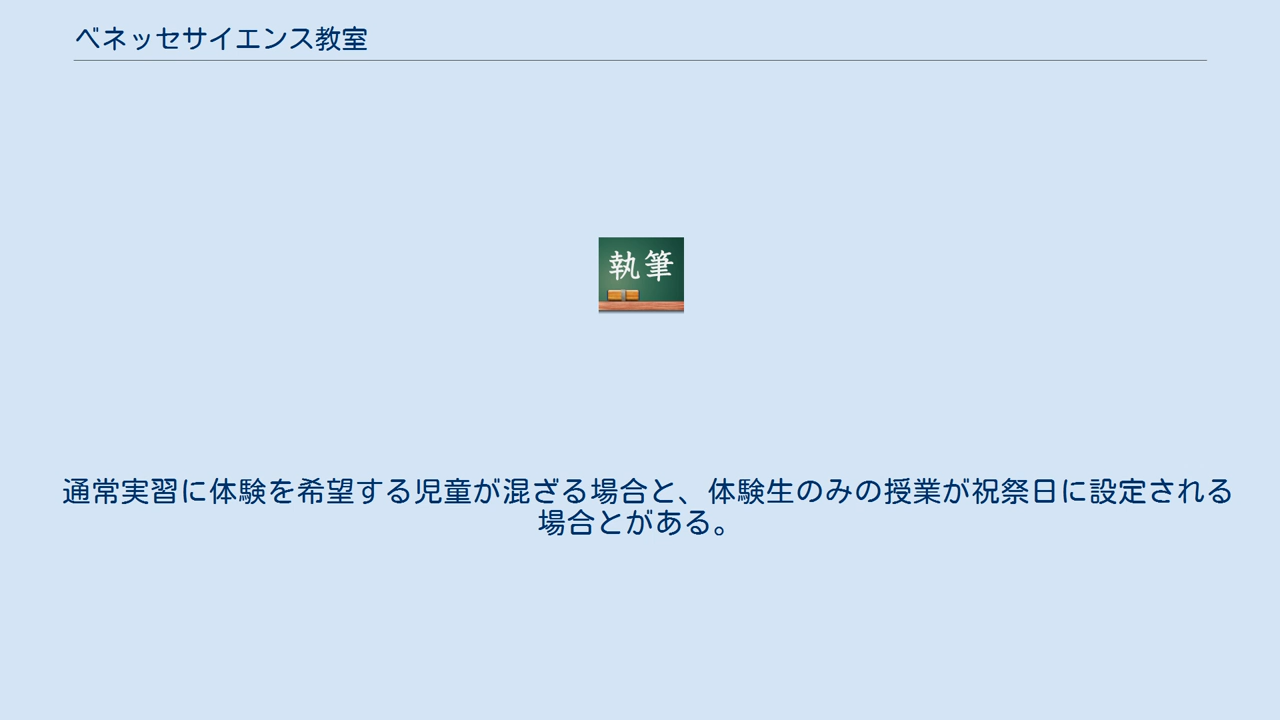 ベネッセサイエンス教室
執筆
通常実習に体験を希望する児童が混ざる場合と、体験生のみの授業が祝祭日に設定される
場合とがある。